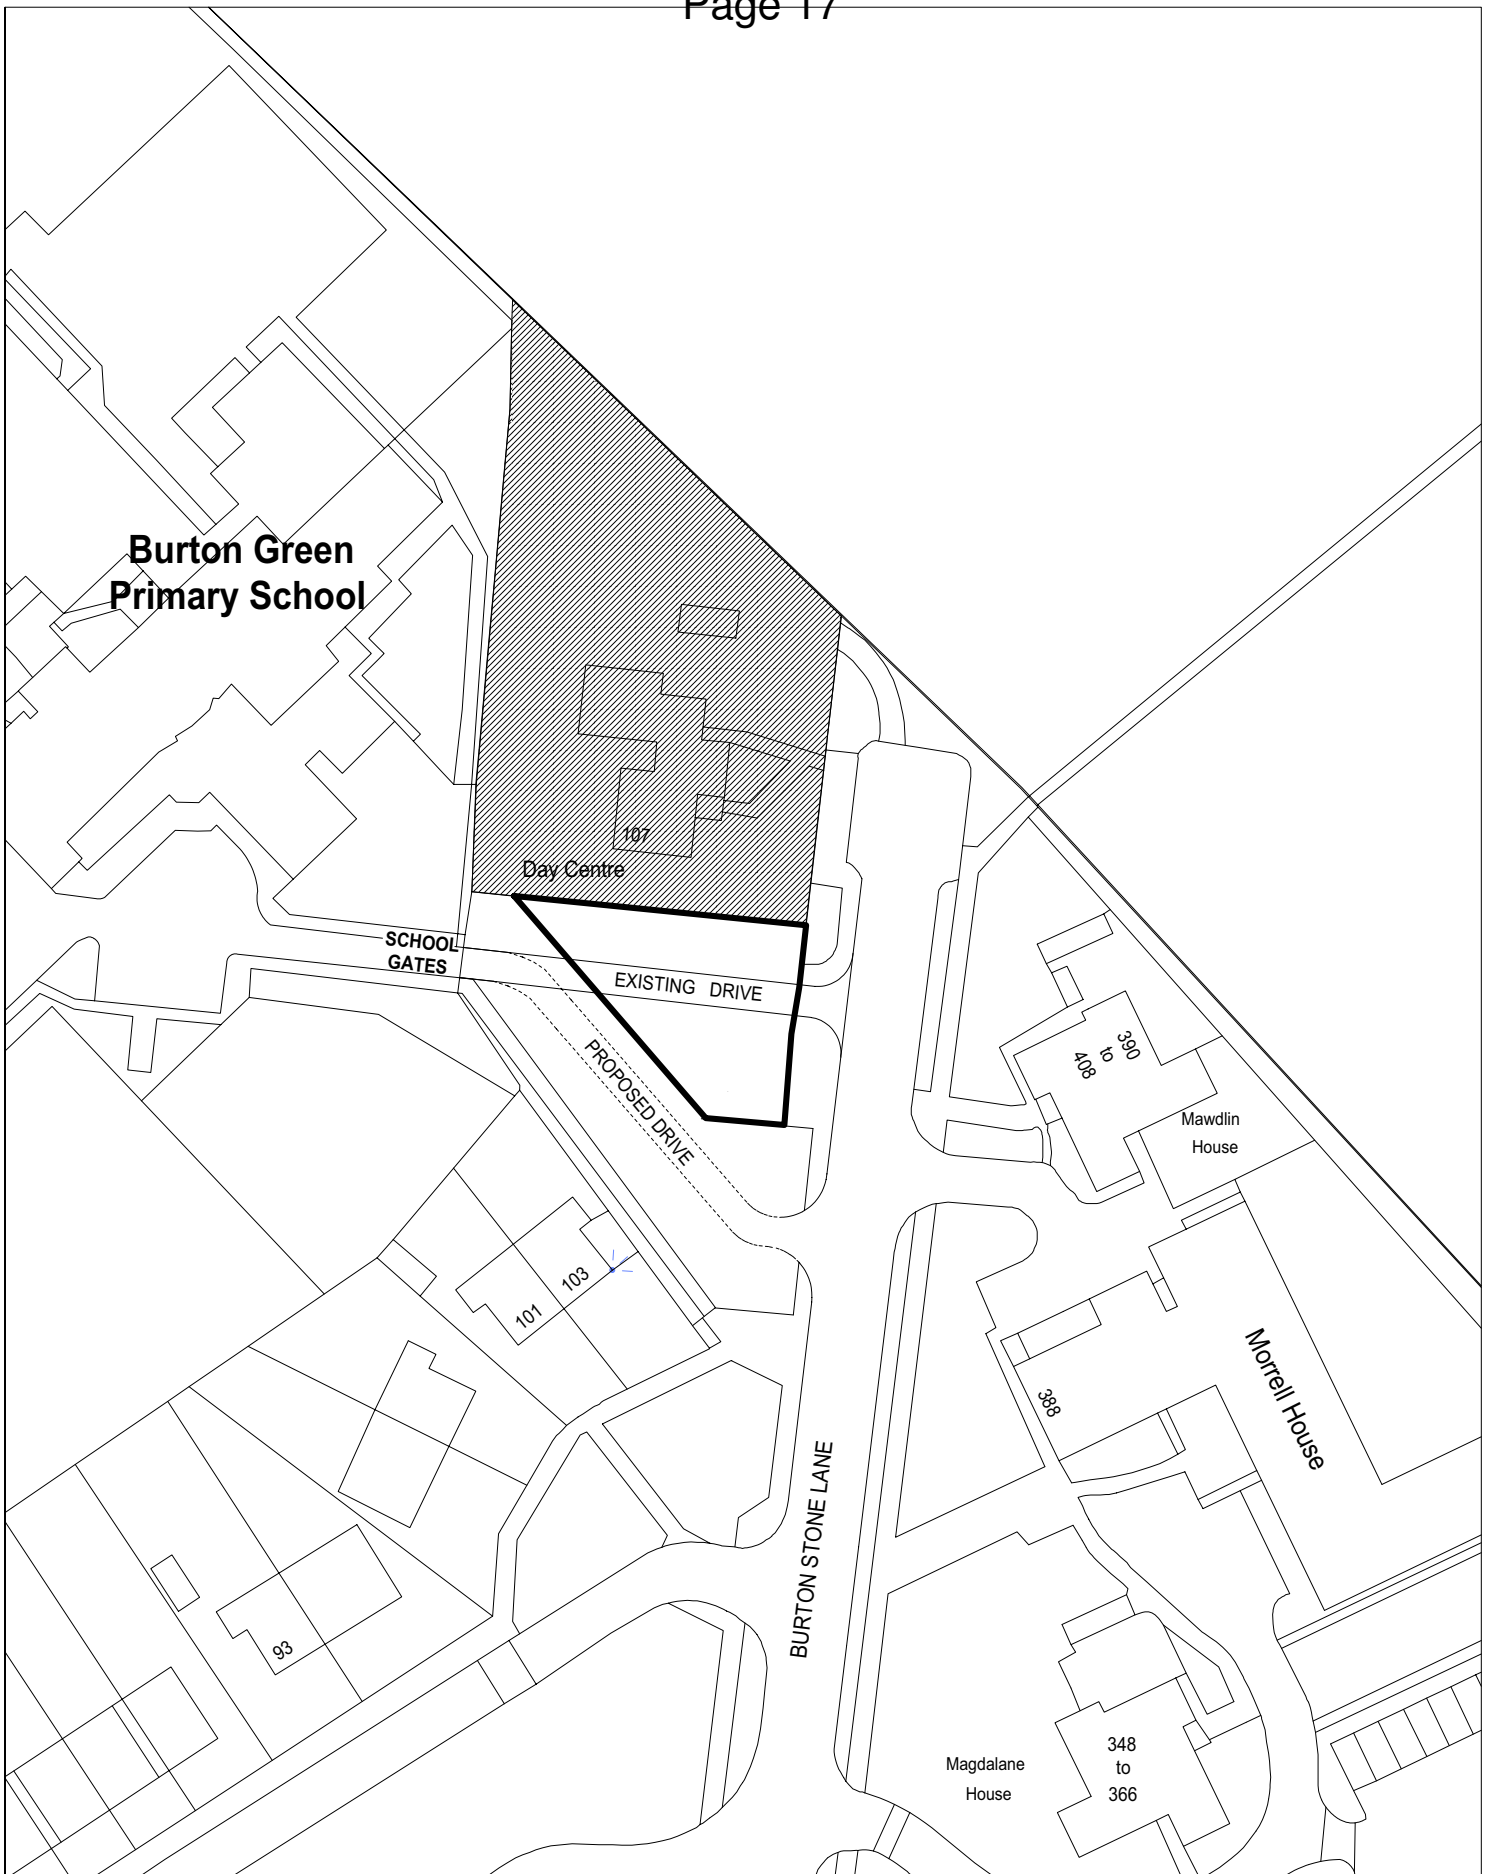 Page 17
Burton Green
Primary School
107
Day Centre
SCHOOL
GATES
EXISTING DRIVE
PROPOSED DRIVE
390
to
408
Mawdlin
House
103
101
Morrell House
388
BURTON STONE LANE
93
348
to
366
Magdalane
House